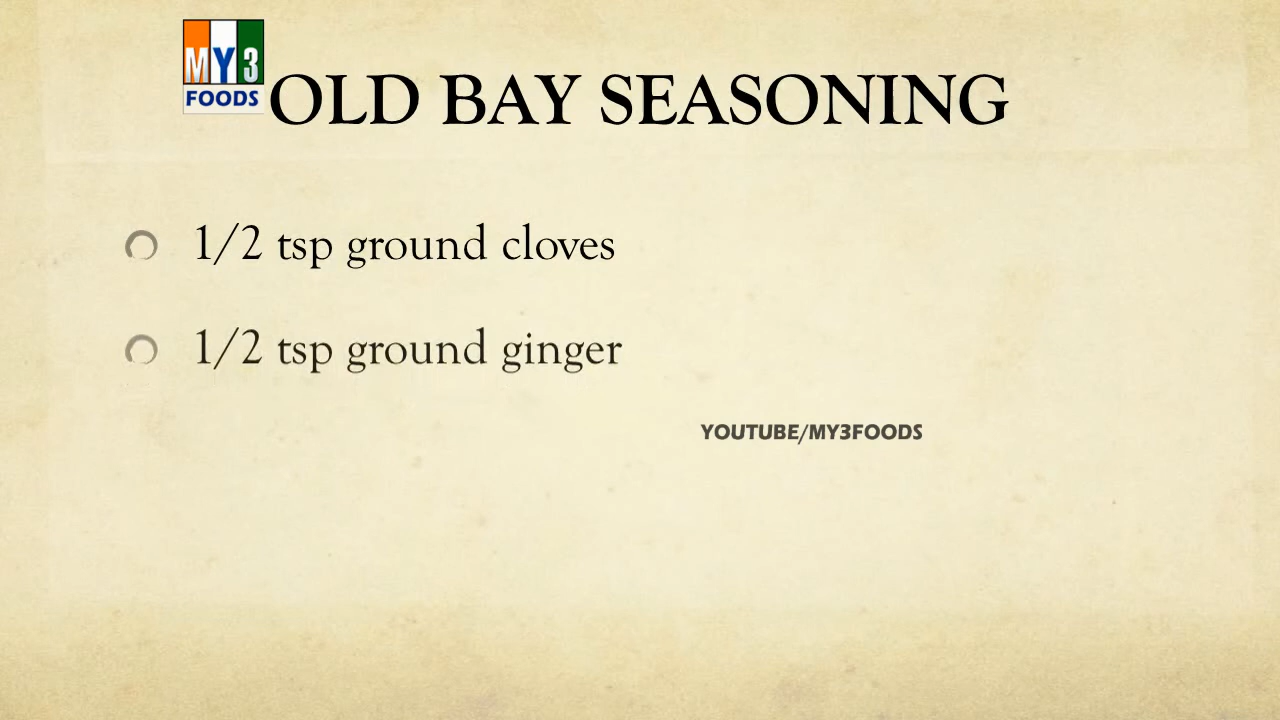 MY3
FOODS
OLD BAY SEASONING
1/2 tsp ground cloves
1/2 tsp ground ginger
YOUTUBE/MY3FOODS